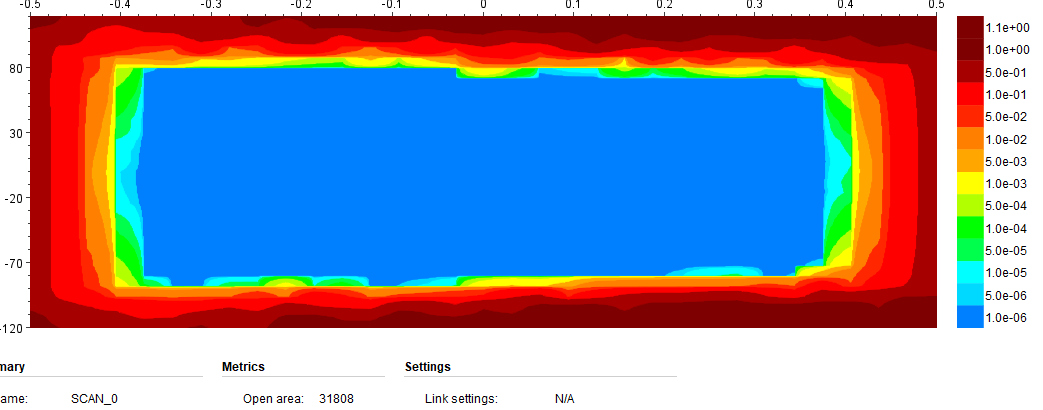 -0.5 -0.4 -0.3 -0.2 -0.1 0 0.1 0.2 0.3 0.4 0.5
1.1e+00
1.0e+00
80
5.0e-01
1.0e-01
5.0e-02
30
1.0e-02
5.0e-03
1.0e-03
-20
5.0e-04
1.0e-04
5.0e-05
-70
1.0e-05
5.0e-06
1.0e-06
-120
mary Metrics Settings
ame: SCAN_0 Open area: 31808 Link settings: N/A